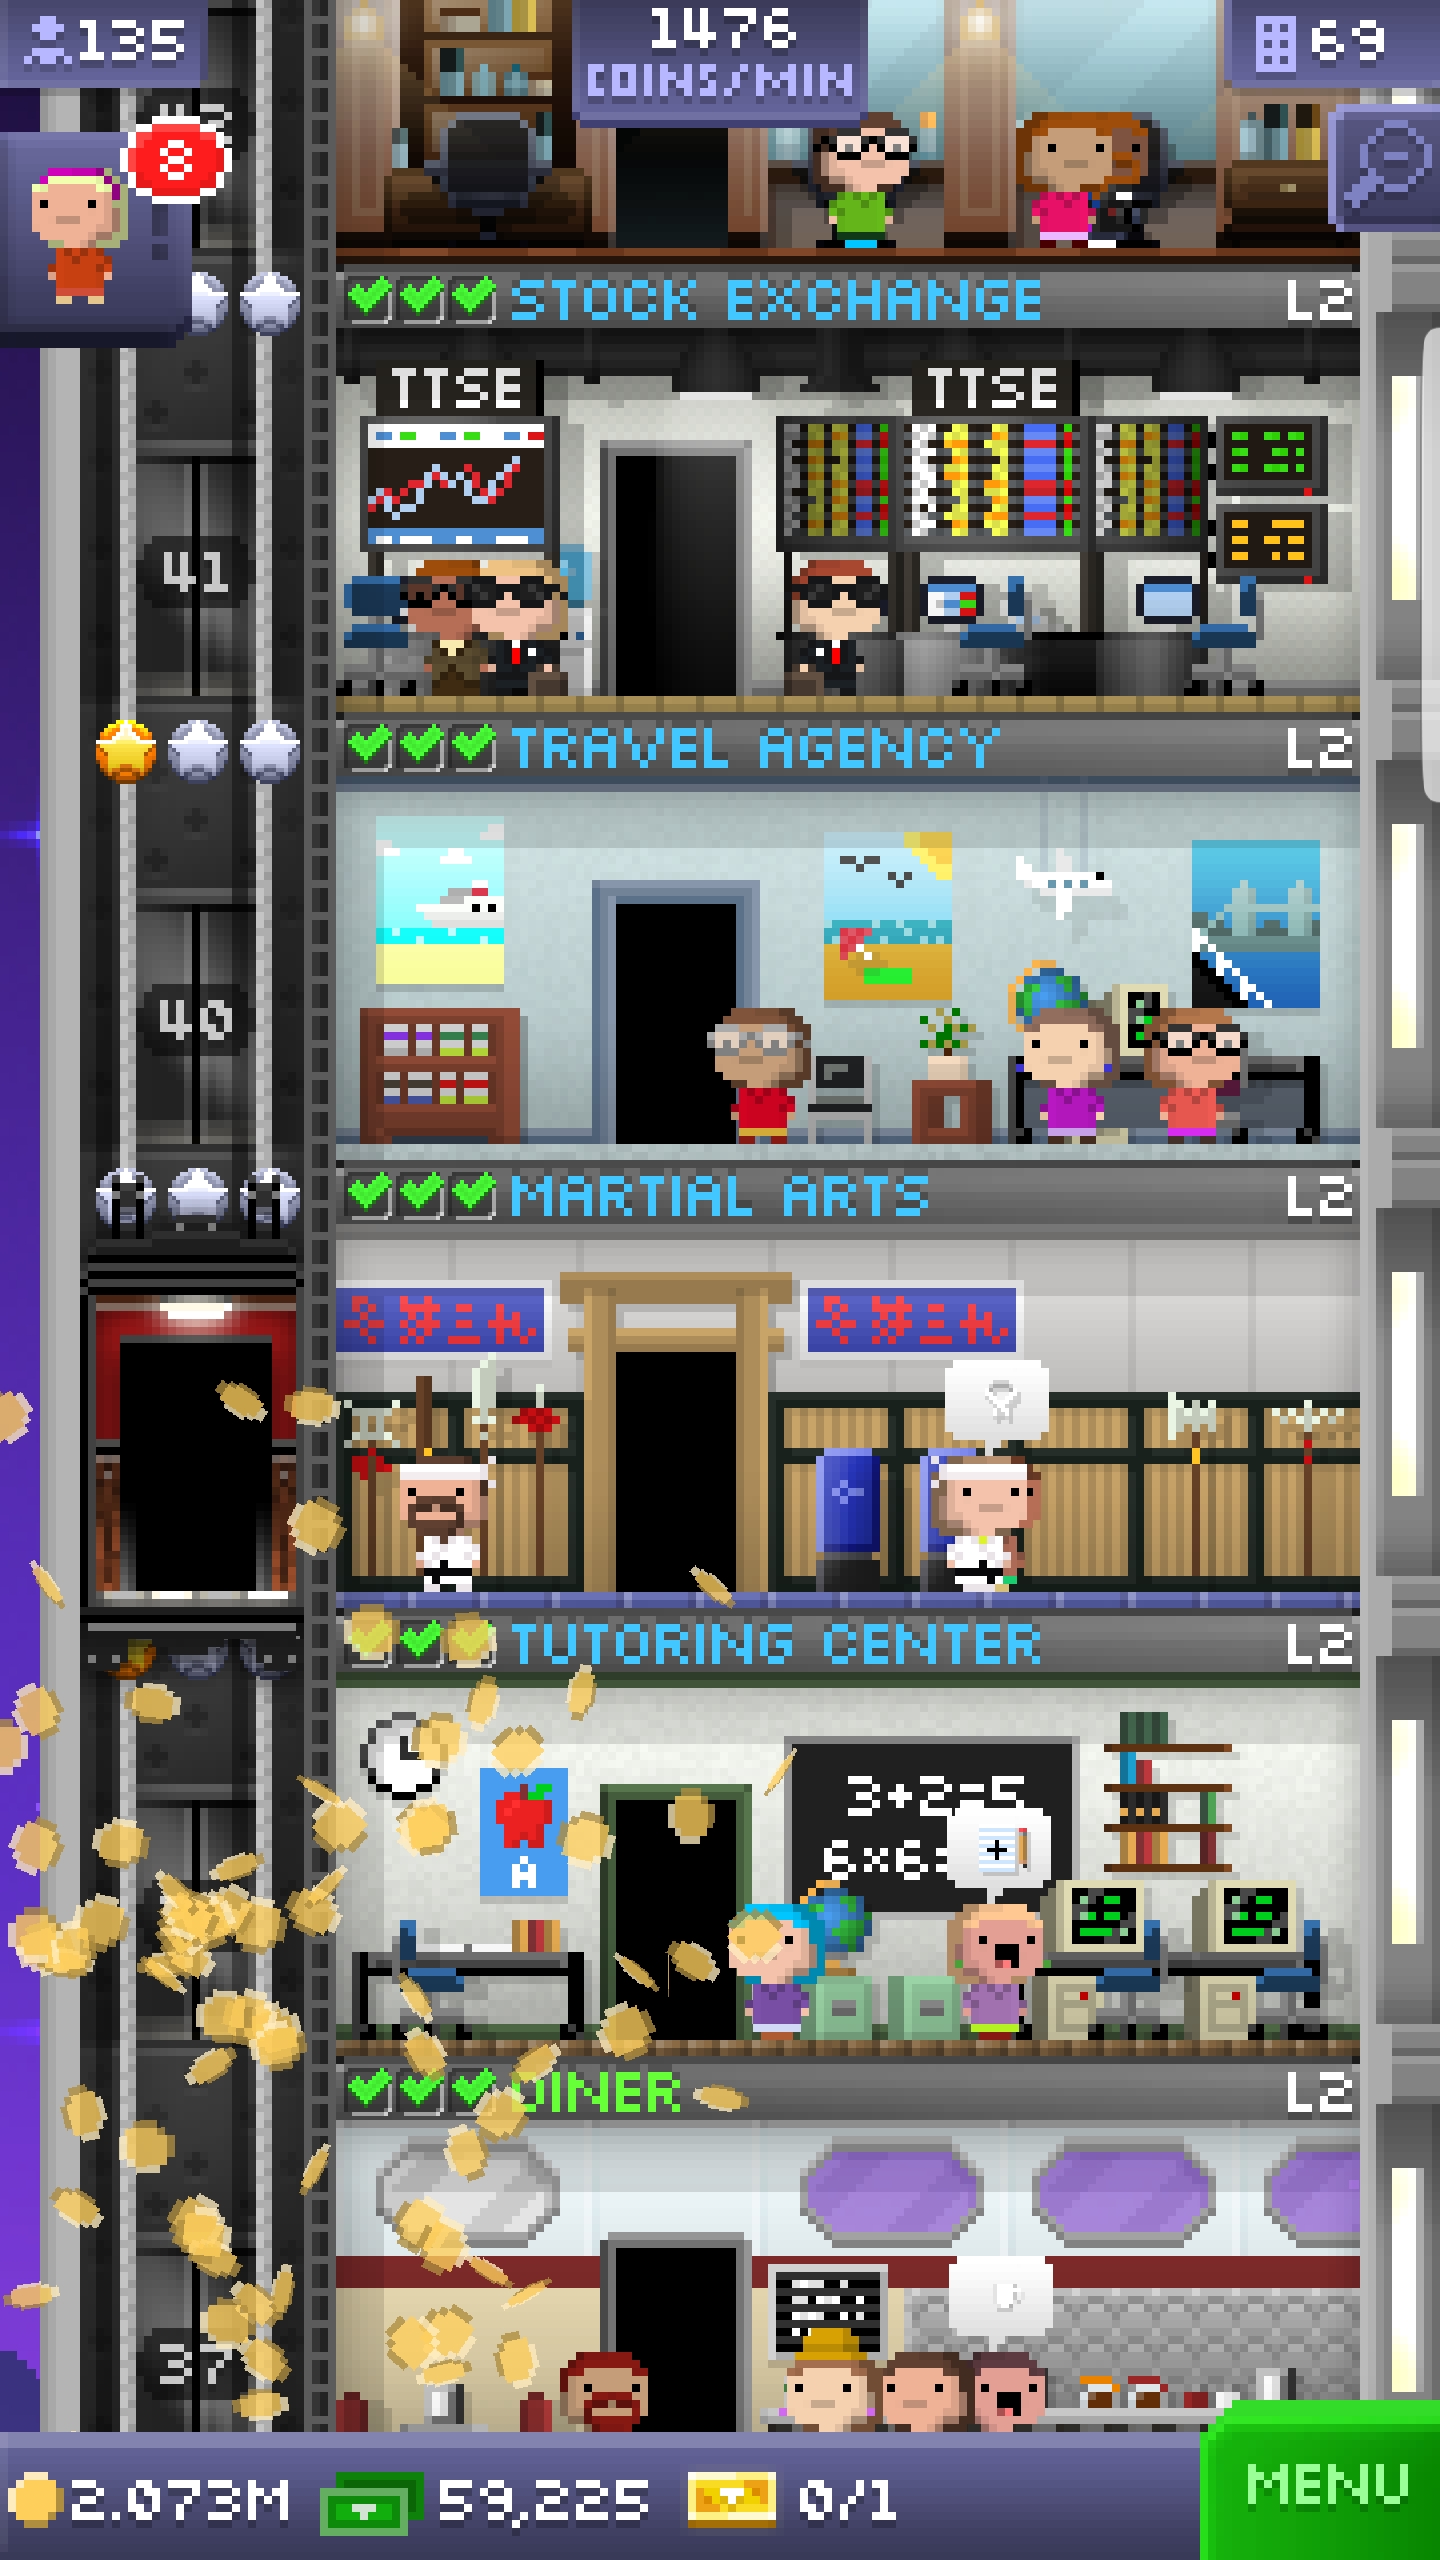 135
1476
COINS/MIN
69
8
STOCK EXCHANGE
L2
TTSE
TTSE
41
TRAVEL AGENCY
L2
40
MARTIAL ARTS
L2
TUTORING CENTER
L2
3+2=5
6×6
A
DINER
L2
37
2.073M
59,225
0/1
MENU